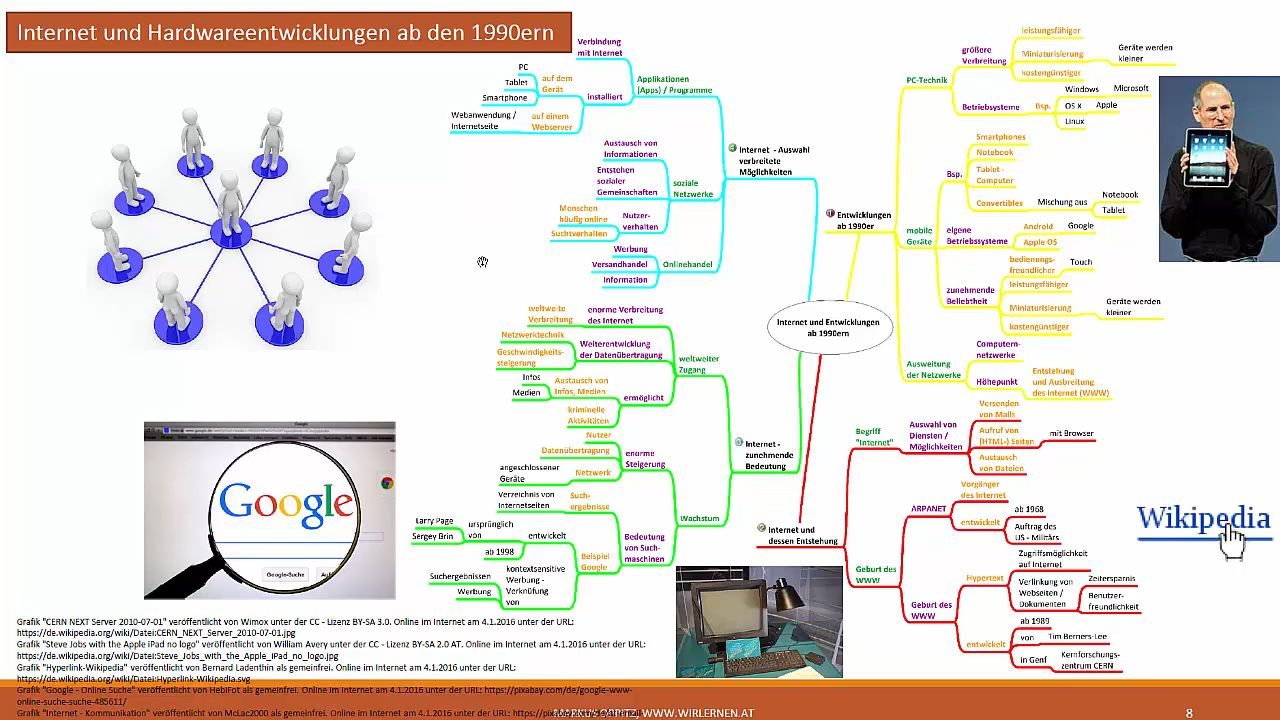 Internet und Hardwareentwicklungen ab den 1990ern
Verbindung
mit Internet
PC
Tablet
Smartphone
auf dem
Gerät
installiert
Applikationen
(Apps) / Programme
Webanwendung /
Internetseite
auf einem
Webserver
Austausch von
Informationen
Entstehen
sozialer
Gemeinschaften
soziale
Netzwerke
Menschen
häufig online
Suchtverhalten
Nutzer-
verhalten
Werbung
Versandhandel
Information
Onlinehandel
Internet - Auswahl
verbreitete
Möglichkeiten
größere
Verbreitung
leistungsfähiger
Miniaturisierung
Geräte werden
kleiner
kostengünstiger
PC-Technik
Betriebsysteme
Bsp.
Windows
Microsoft
OS X
Apple
Linux
Entwicklungen
ab 1990er
mobile
Geräte
Bsp.
Smartphones
Notebook
Tablet -
Computer
Convertibles
Mischung aus
Notebook
Tablet
eigene
Betriebssysteme
Android
Google
Apple OS
zunehmende
Beliebtheit
bedienungs-
freundlicher
Touch
leistungsfähiger
Miniaturisierung
Geräte werden
kleiner
kostengünstiger
Ausweitung
der Netzwerke
Computern-
netzwerke
Höhepunkt
Entstehung
und Ausbreitung
des Internet (WWW)
Internet und Entwicklungen
ab 1990ern
weltweite
Verbreitung
enorme Verbreitung
des Internet
Netzwerktechnik
Geschwindigkeits-
steigerung
Weiterentwicklung
der Datenübertragung
weltweiter
Zugang
Infos
Medien
Austausch von
Infos, Medien
ermöglicht
kriminelle
Aktivitäten
Internet -
zunehmende
Bedeutung
Nutzer
Datenübertragung
angeschlossener
Geräte
Netzwerk
enorme
Steigerung
Wachstum
Verzeichnis von
Internetseiten
Such-
ergebnisse
Larry Page
Sergey Brin
ursprünglich
von
ab 1998
entwickelt
Beispiel
Google
Bedeutung
von Such-
maschinen
Suchergebnissen
Werbung
kontextsensitive
Werbung -
Verknüfung
von
Internet und
dessen Entstehung
Begriff
"Internet"
Auswahl von
Diensten /
Möglichkeiten
Versenden
von Mails
Aufruf von
(HTML-) Seiten
mit Browser
Austausch
von Dateien
Geburt des
WWW
ARPANET
Vorgänger
des Internet
entwickelt
ab 1968
Auftrag des
US - Militärs
Geburt des
WWW
Hypertext
Zugriffsmöglichkeit
auf Internet
Verlinkung von
Webseiten /
Dokumenten
Zeitersparnis
Benutzer-
freundlichkeit
entwickelt
ab 1989
von
Tim Berners-Lee
in Genf
Kernforschungs-
zentrum CERN
Google
Google-Suche
Wikipedia
Grafik "CERN NEXT Server 2010-07-01" veröffentlicht von Wimox unter der CC - Lizenz BY-SA 3.0. Online im Internet am 4.1.2016 unter der URL:
https://de.wikipedia.org/wiki/Datei:CERN_NEXT_Server_2010-07-01.jpg
Grafik "Steve Jobs with the Apple iPad no logo" veröffentlicht von William Avery unter der CC - Lizenz BY-SA 2.0 AT. Online im Internet am 4.1.2016 unter der URL:
https://de.wikipedia.org/wiki/Datei:Steve_Jobs_with_the_Apple_iPad_no_logo.jpg
Grafik "Hyperlink-Wikipedia" veröffentlicht von Bernard Ladenthin als gemeinfrei. Online im Internet am 4.1.2016 unter der URL:
https://de.wikipedia.org/wiki/Datei:Hyperlink-Wikipedia.svg
Grafik "Google - Online Suche" veröffentlicht von HebiFot als gemeinfrei. Online im Internet am 4.1.2016 unter der URL: https://pixabay.com/de/google-www-
online-suche-suche-485611/
Grafik "Internet - Kommunikation" veröffentlicht von McLac2000 als gemeinfrei. Online im Internet am 4.1.2016 unter der URL:
WWW.WIRLERNEN.AT
8